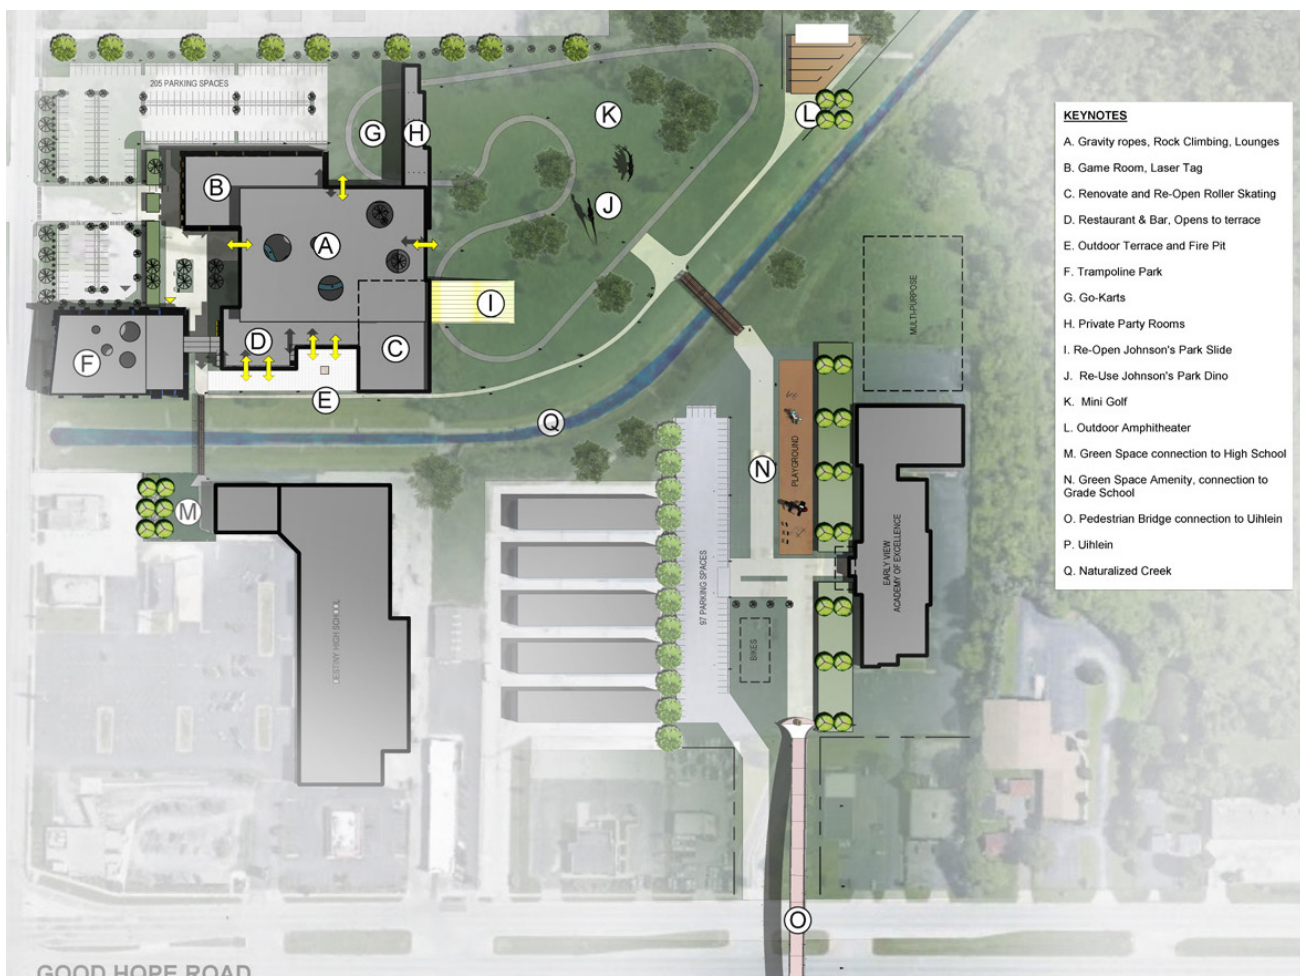 205 PARKING SPACES
K
L
G
H
B
J
A
I
D
C
F
E
Q
M
N
O
MULTI-PURPOSE
PLAYGROUND
97 PARKING SPACES
BIKES
EARLY VIEW
ACADEMY OF EXCELLENCE
DESTINY HIGH SCHOOL
GOOD HOPE ROAD
KEYNOTES
A. Gravity ropes, Rock Climbing, Lounges
B. Game Room, Laser Tag
C. Renovate and Re-Open Roller Skating
D. Restaurant & Bar, Opens to terrace
E. Outdoor Terrace and Fire Pit
F. Trampoline Park
G. Go-Karts
H. Private Party Rooms
I. Re-Open Johnson's Park Slide
J. Re-Use Johnson's Park Dino
K. Mini Golf
L. Outdoor Amphitheater
M. Green Space connection to High School
N. Green Space Amenity, connection to
Grade School
O. Pedestrian Bridge connection to Uihlein
P. Uihlein
Q. Naturalized Creek